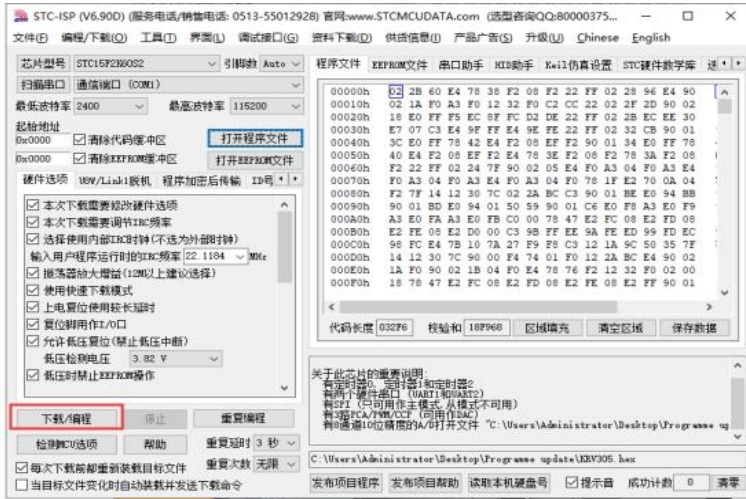 STC-ISP (V6.90D) (服务电话/销售电话: 0513-55012928) 官网:www.STCMCUDATA.com (选型咨询QQ:80000375...
文件(F) 编程/下载(O) 工具(T) 界面(L) 调试接口(G) 资料下载(D) 供货信息(I) 产品广告(S) 升级(U) Chinese English
芯片型号 STC15F2K60S2 引脚数 Auto
扫描串口 通信端口 (COM1)
最低波特率 2400 最高波特率 115200
起始地址
0x0000 清除代码缓冲区 打开程序文件
0x0000 清除EEPROM缓冲区 打开EEPROM文件
硬件选项 U8W/Link1脱机 程序加密后传输 ID号
本次下载需要修改硬件选项
本次下载需要调节IRC频率
选择使用内部IRC时钟(不选为外部时钟)
输入用户程序运行时的IRC频率 22.1184 MHz
振荡器放大增益(12M以上建议选择)
使用快速下载模式
上电复位使用较长延时
复位脚用作I/O口
允许低压复位(禁止低压中断)
低压检测电压 3.82 V
低压时禁止EEPROM操作
下载/编程 停止 重复编程
检测MCU选项 帮助 重复延时 3 秒
每次下载前都重新装载目标文件 重复次数 无限
当目标文件变化时自动装载并发送下载命令
程序文件 EEPROM文件 串口助手 HID助手 Keil仿真设置 STC硬件数学库
00000h 02 2B 60 E4 78 38 F2 08 F2 22 FF 02 28 96 E4 90
00010h 02 1A F0 A3 F0 12 32 F0 C2 CC 22 02 2F 2D 90 02
00020h 18 E0 FF F5 EC 8F FC D2 DE 22 FF 02 2B EC EE 30
00030h E7 07 C3 E4 9F FF E4 9E FE 22 FF 02 32 CB 90 01
00040h 3C E0 FF 78 42 E4 F2 08 EF F2 90 01 34 E0 FF 78
00050h 40 E4 F2 08 EF F2 E4 78 3E F2 08 F2 78 3A F2 08
00060h F2 22 FF 02 24 7F 90 02 05 E4 F0 A3 04 F0 A3 E4
00070h F0 A3 04 F0 A3 E4 F0 A3 04 F0 78 1F E2 70 0A 04
00080h F2 7F 14 12 30 7C 02 2A BC C3 90 01 BE E0 94 BB
00090h 90 01 BD E0 94 01 50 59 90 01 C6 E0 F8 A3 E0 F9
000A0h A3 E0 FA A3 E0 FB C0 00 78 47 E2 FC 08 E2 FD 08
000B0h E2 FE 08 E2 D0 00 C3 9B FF EE 9A FE ED 99 FD EC
000C0h 98 FC E4 7B 10 7A 27 F9 F8 C3 12 1A 9C 50 35 7F
000D0h 14 12 30 7C 90 00 F4 74 01 F0 12 2A BC E4 90 02
000E0h 1A F0 90 02 1B 04 F0 E4 78 76 F2 12 32 F0 02 00
000F0h 18 78 47 E2 FC 08 E2 FD 08 E2 FE 08 E2 FF 90 01
代码长度 032F6 校验和 18F968 区域填充 清空区域 保存数据
关于此芯片的重要说明:
有定时器0、定时器1和定时器2
有两个硬件串口 (UART1和UART2)
有SPI (只可用作主模式,从模式不可用)
有3路PCA/PWM/CCP (可用作DAC)
有8通道10位精度的A/D打开文件 "C:\Users\Administrator\Desktop\Programme up
C:\Users\Administrator\Desktop\Programme update\KRV305.hex
发布项目程序 发布项目帮助 读取本机硬盘号 提示音 成功计数 0 清零